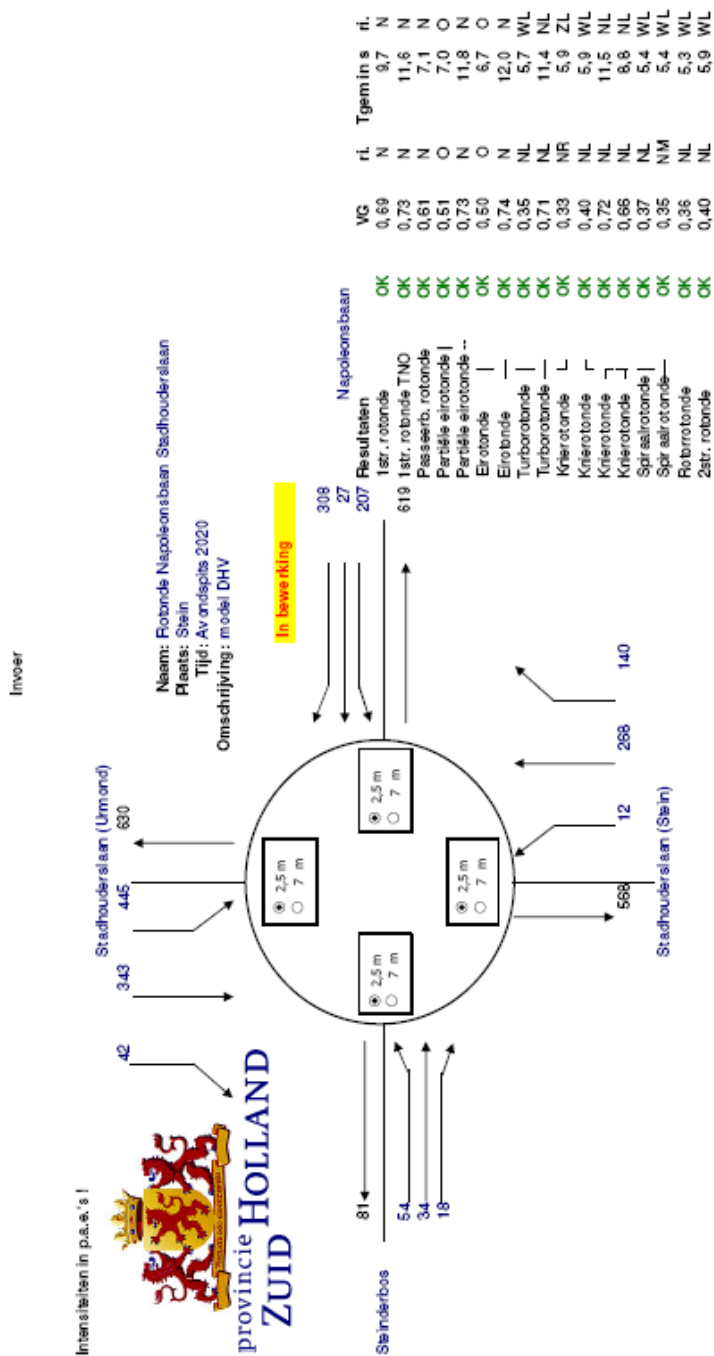 Invoer
Intensiteiten in p.a.e.'s !
provincie HOLLAND
ZUID
Naam: Rotonde Napoleonsbaan Stadhouderslaan
Plaats: Stein
Tijd: Avondspits 2020
Omschrijving: model DHV
In bewerking
Stadhouderslaan (Urmond)
42 343 445 630
Steinderbos
81
54
34
18
2,5 m
7 m
2,5 m
7 m
2,5 m
7 m
2,5 m
7 m
308
27
207
619
Napoleonsbaan
568 12 268 140
Stadhouderslaan (Stein)
Resultaten VG ri. Tgem in s ri.
1str. rotonde OK 0,69 N 9,7 N
1str. rotonde TNO OK 0,73 N 11,6 N
Passeerb. rotonde OK 0,61 N 7,1 N
Partiële eirotonde | OK 0,51 O 7,0 O
Partiële eirotonde -- OK 0,73 N 11,8 N
Eirotonde OK 0,50 O 6,7 O
Eirotonde OK 0,74 N 12,0 N
Turborotonde OK 0,35 NL 5,7 WL
Turborotonde OK 0,71 NL 11,4 NL
Knierotonde OK 0,33 NR 5,9 ZL
Knierotonde OK 0,40 NL 5,9 WL
Knierotonde OK 0,72 NL 11,5 NL
Knierotonde OK 0,66 NL 8,8 NL
Spiraalrotonde OK 0,37 NL 5,4 WL
Spiraalrotonde OK 0,35 NM 5,4 WL
Rotorrotonde OK 0,36 NL 5,3 WL
2str. rotonde OK 0,40 NL 5,9 WL